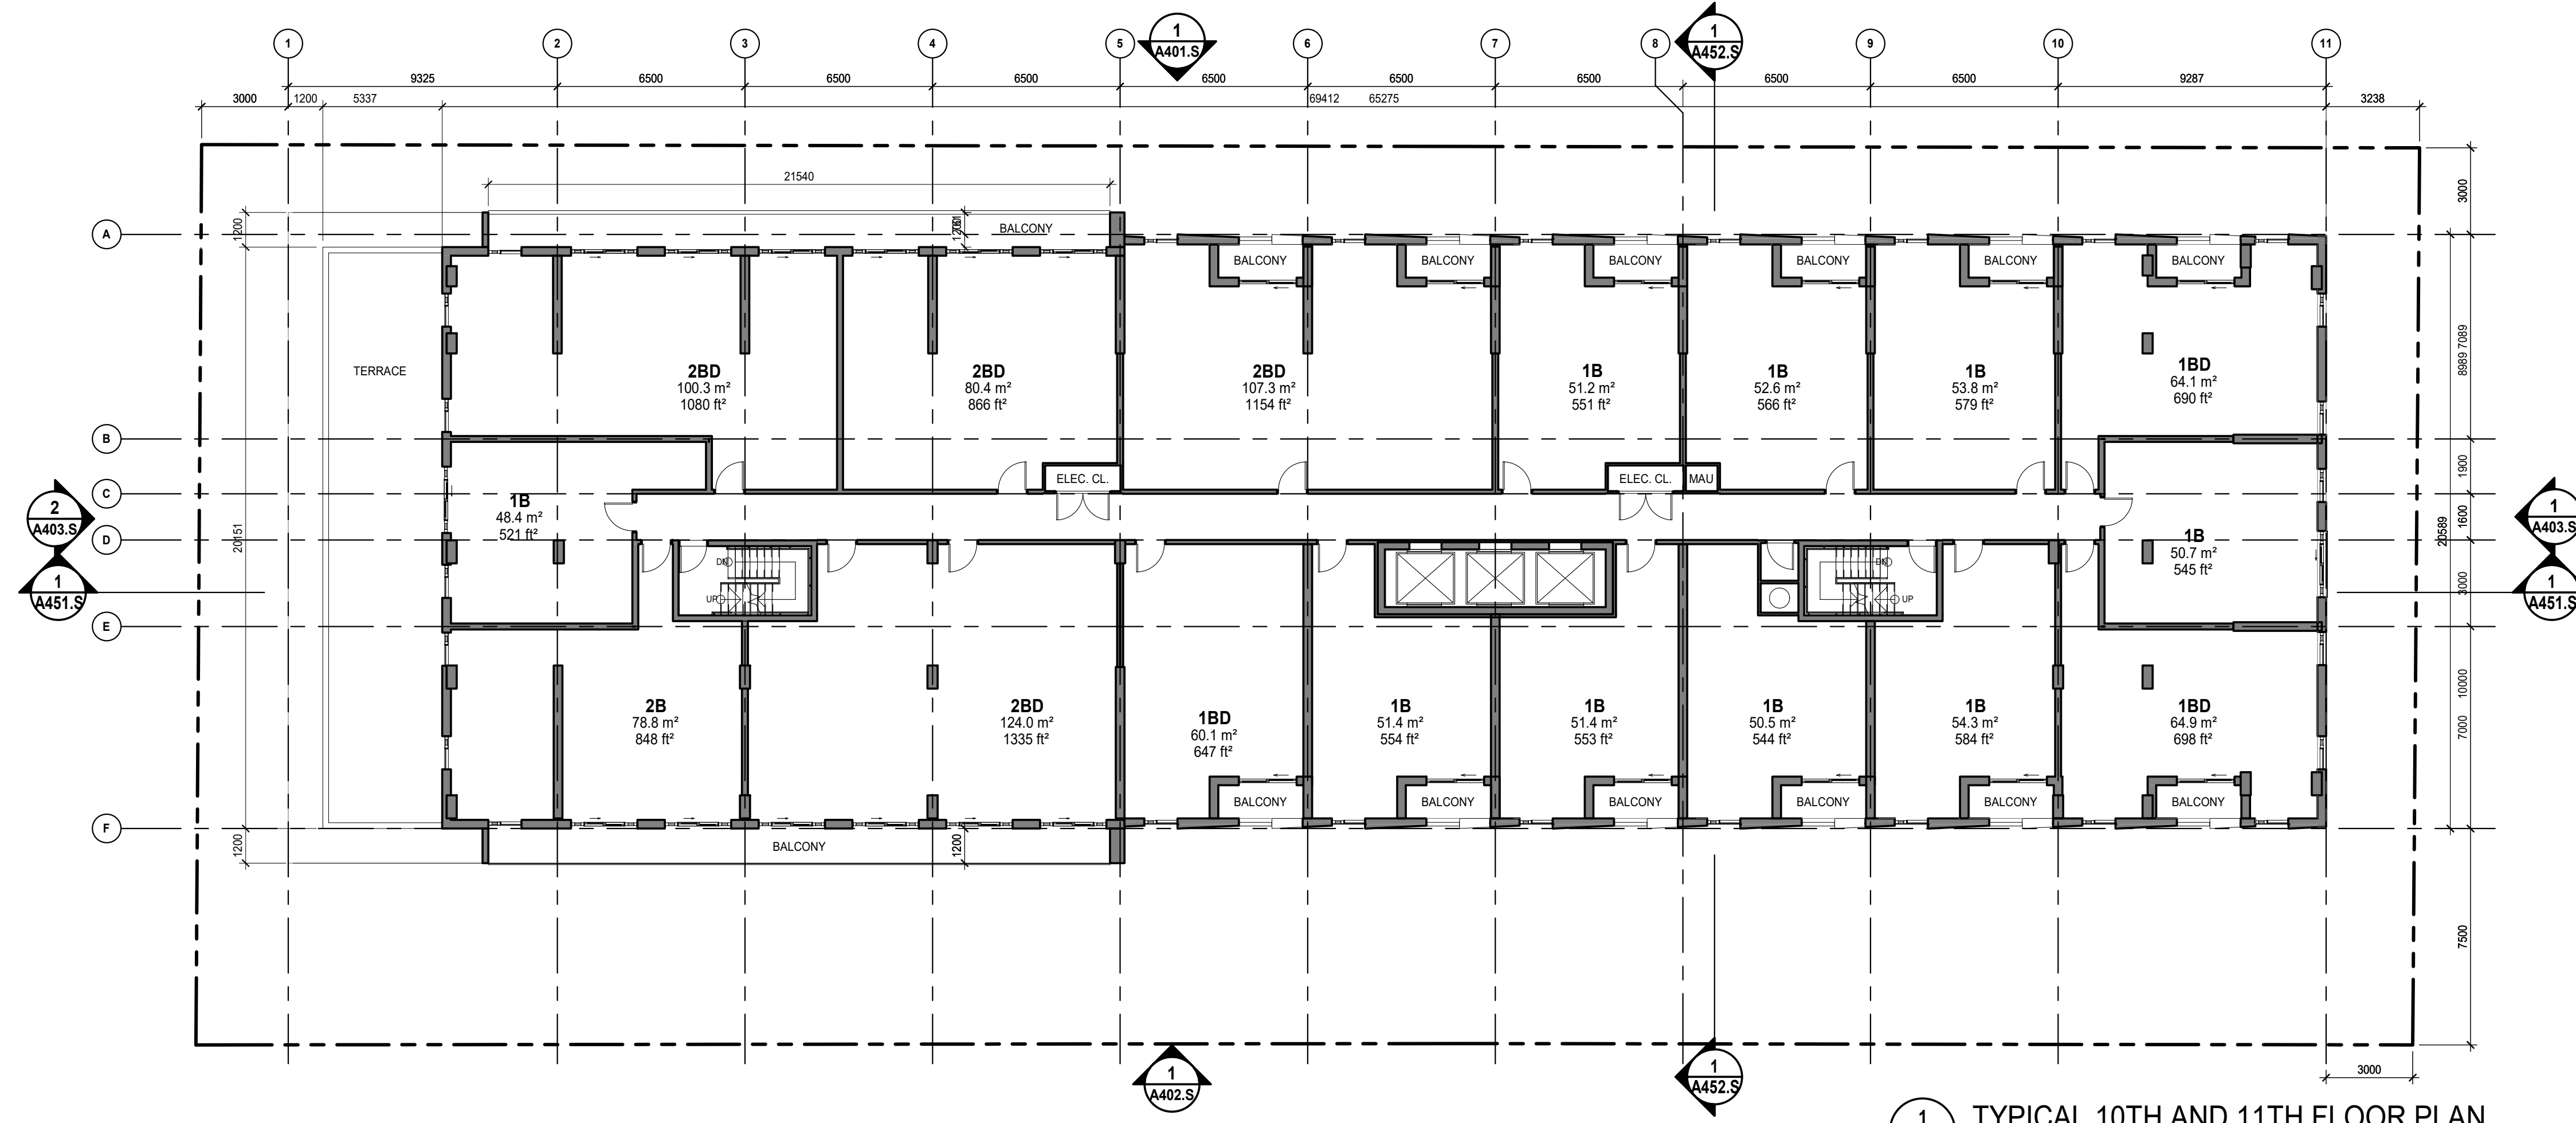 1
2
3
4
5
1
A401.S
6
7
8
1
A452.S
9
10
11
9325
6500
6500
6500
6500
6500
6500
6500
6500
9287
3000
1200
5337
69412
65275
3238
21540
3000
1200
A
BALCONY
BALCONY
BALCONY
BALCONY
BALCONY
BALCONY
BALCONY
TERRACE
2BD
100.3 m²
1080 ft²
2BD
80.4 m²
866 ft²
2BD
107.3 m²
1154 ft²
1B
51.2 m²
551 ft²
1B
52.6 m²
566 ft²
1B
53.8 m²
579 ft²
1BD
64.1 m²
690 ft²
8989
7089
B
1900
ELEC. CL.
ELEC. CL.
MAU
C
1B
48.4 m²
521 ft²
2
A403.S
1
A403.S
1600
20151
20589
D
1B
50.7 m²
545 ft²
DN
UP
DN
UP
1
A451.S
1
A451.S
3000
E
2B
78.8 m²
848 ft²
2BD
124.0 m²
1335 ft²
1BD
60.1 m²
647 ft²
1B
51.4 m²
554 ft²
1B
51.4 m²
553 ft²
1B
50.5 m²
544 ft²
1B
54.3 m²
584 ft²
1BD
64.9 m²
698 ft²
10000
7000
BALCONY
BALCONY
BALCONY
BALCONY
BALCONY
BALCONY
F
1200
BALCONY
1200
7500
1
A402.S
1
A452.S
3000
1
TYPICAL 10TH AND 11TH FLOOR PLAN